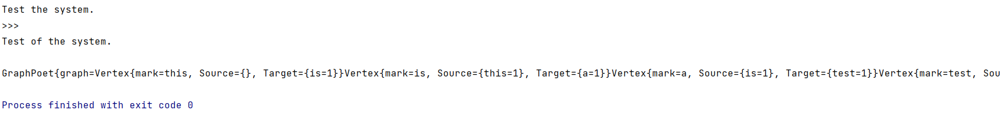 Test the system.
>>>
Test of the system.
GraphPoet{graph=Vertex{mark=this, Source={}, Target={is=1}}Vertex{mark=is, Source={this=1}, Target={a=1}}Vertex{mark=a, Source={is=1}, Target={test=1}}Vertex{mark=test, Sou
Process finished with exit code 0